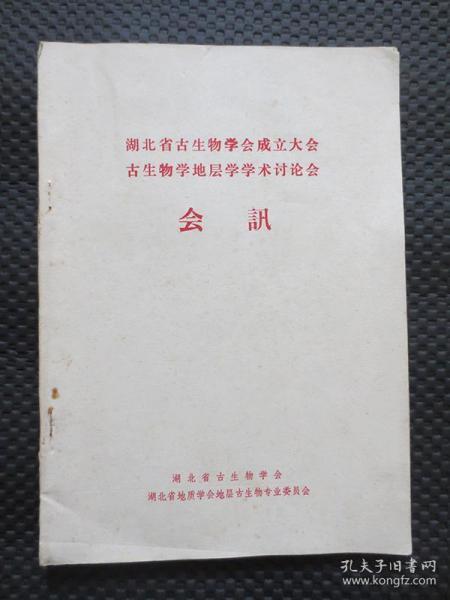 湖北省古生物学会成立大会
古生物学地层学学术讨论会
会訊
湖北省古生物学会
湖北省地质学会地层古生物专业委员会
孔夫子旧书网
www.kongfz.com